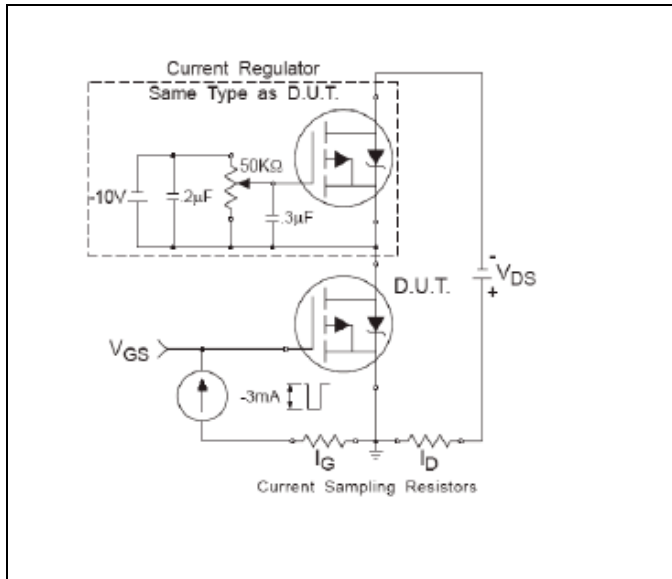 Current Regulator
Same Type as D.U.T.
50KΩ
-10V
.2μF
.3μF
D.U.T.
-
VDS
+
VGS
-3mA
IG
ID
Current Sampling Resistors